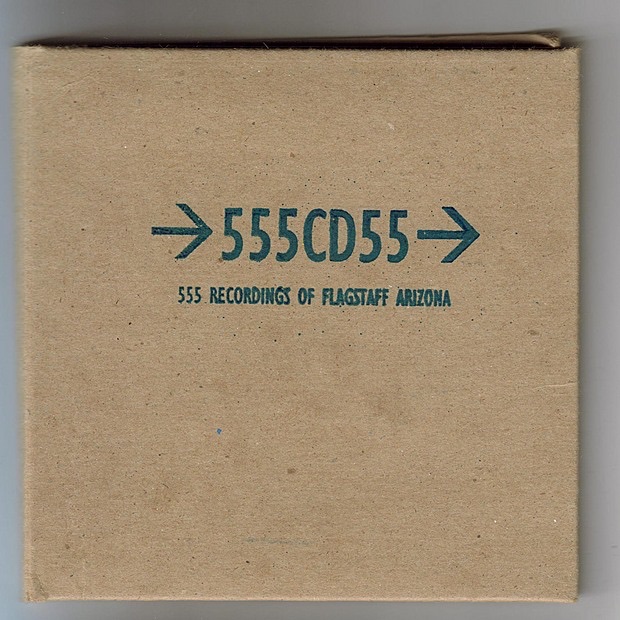 →555CD55→
555 RECORDINGS OF FLAGSTAFF ARIZONA